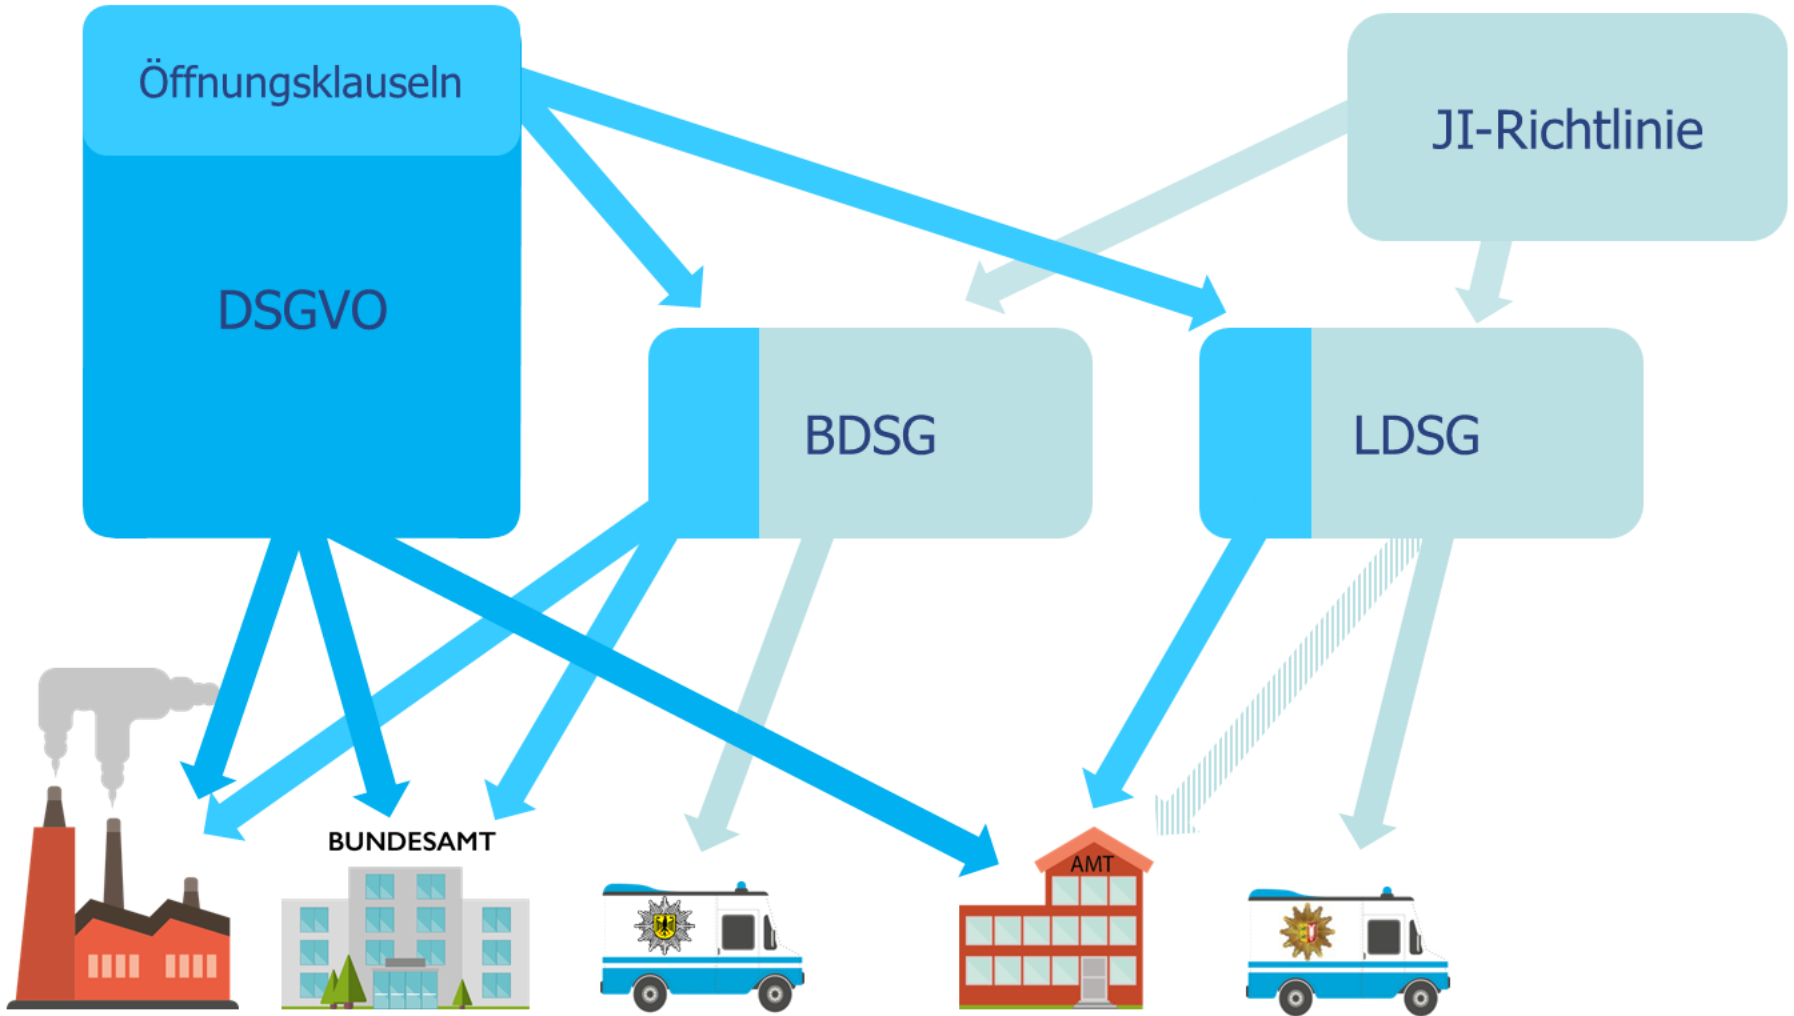 Öffnungsklauseln
JI-Richtlinie
DSGVO
BDSG
LDSG
BUNDESAMT
AMT